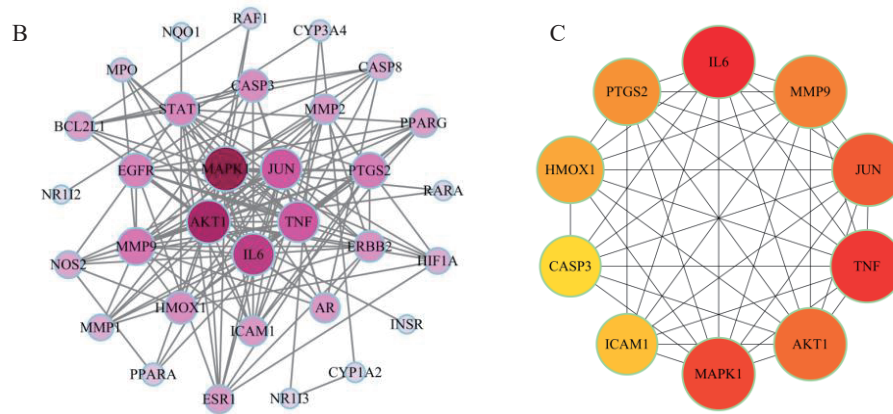 B
RAF1
NQO1
CYP3A4
MPO
CASP3
CASP8
STAT1
MMP2
BCL2L1
PPARG
MAPK1
JUN
EGFR
PTGS2
NR1I2
RARA
AKT1
TNF
MMP9
ERBB2
IL6
NOS2
HIF1A
HMOX1
AR
MMP1
ICAM1
INSR
PPARA
CYP1A2
ESR1
NR1I3
C
IL6
PTGS2
MMP9
HMOX1
JUN
CASP3
TNF
ICAM1
AKT1
MAPK1